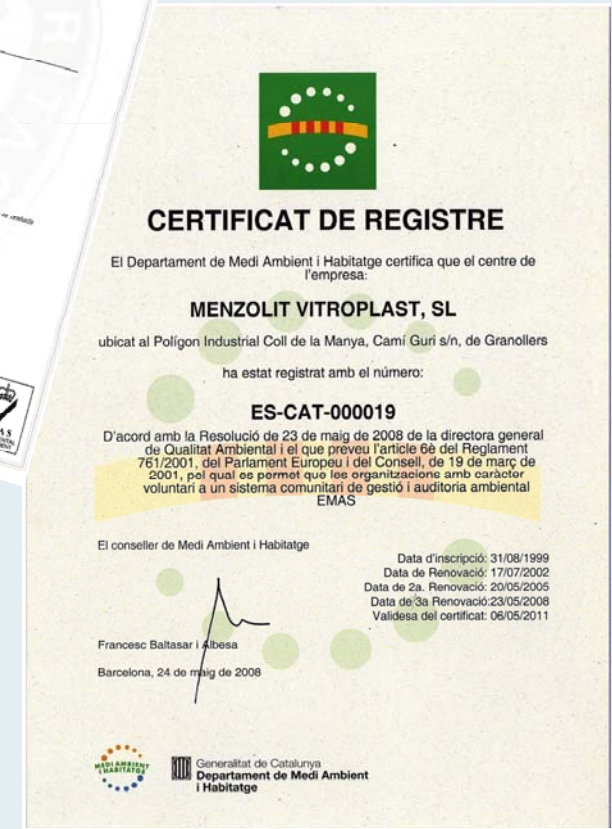 CERTIFICAT DE REGISTRE
El Departament de Medi Ambient i Habitatge certifica que el centre de
l'empresa:
MENZOLIT VITROPLAST, SL
ubicat al Polígon Industrial Coll de la Manya, Camí Guri s/n, de Granollers
ha estat registrat amb el número:
ES-CAT-000019
D'acord amb la Resolució de 23 de maig de 2008 de la directora general
de Qualitat Ambiental i el que preveu l'article 6è del Reglament
761/2001, del Parlament Europeu i del Consell, de 19 de març de
2001, pel qual es permet que les organitzacions amb caràcter
voluntari a un sistema comunitari de gestió i auditoria ambiental
EMAS
El conseller de Medi Ambient i Habitatge
Data d'inscripció: 31/08/1999
Data de Renovació: 17/07/2002
Data de 2a. Renovació: 20/05/2005
Data de 3a Renovació:23/05/2008
Validesa del certificat: 06/05/2011
Francesc Baltasar i Albesa
Barcelona, 24 de maig de 2008
MEDI AMBIENT
I HABITATGE
Generalitat de Catalunya
Departament de Medi Ambient
i Habitatge